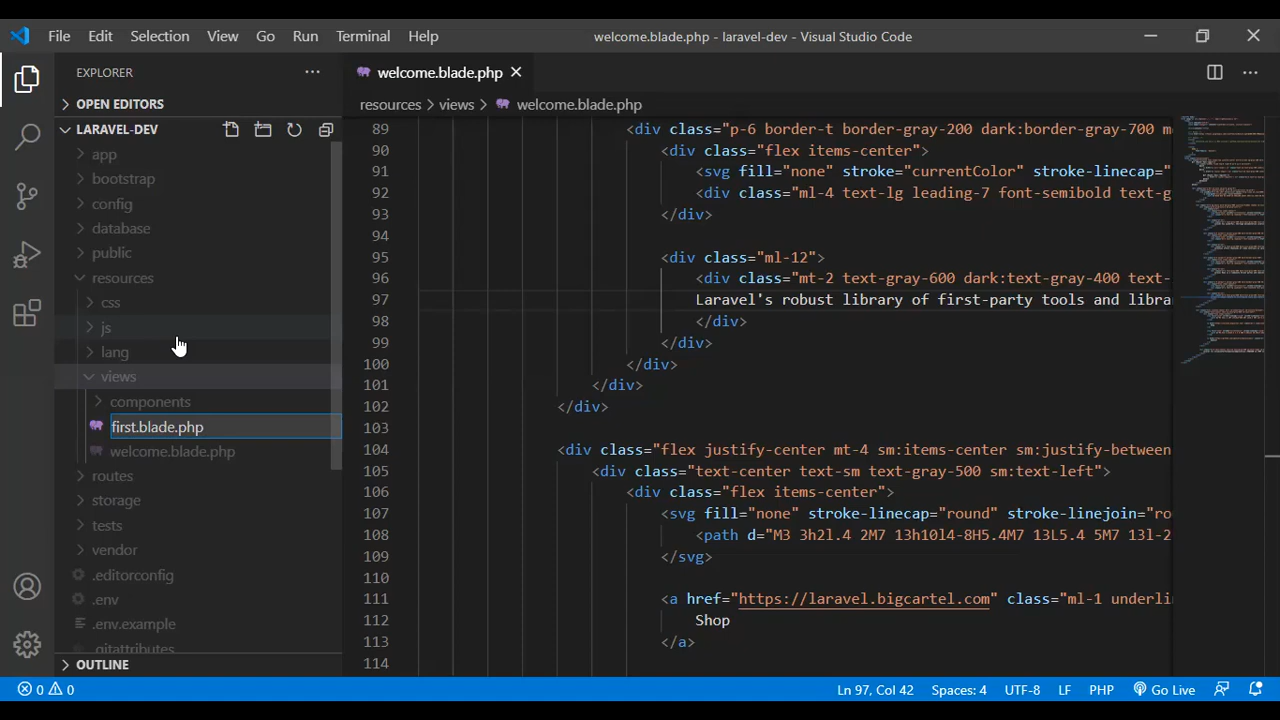 File Edit Selection View Go Run Terminal Help
welcome.blade.php - laravel-dev - Visual Studio Code
EXPLORER
OPEN EDITORS
LARAVEL-DEV
app
bootstrap
config
database
public
resources
css
js
lang
views
components
first.blade.php
welcome.blade.php
routes
storage
tests
vendor
.editorconfig
.env
.env.example
.gitattributes
OUTLINE
welcome.blade.php
resources > views > welcome.blade.php
89 <div class="p-6 border-t border-gray-200 dark:border-gray-700 m
90 <div class="flex items-center">
91 <svg fill="none" stroke="currentColor" stroke-linecap="
92 <div class="ml-4 text-lg leading-7 font-semibold text-g
93 </div>
94
95 <div class="ml-12">
96 <div class="mt-2 text-gray-600 dark:text-gray-400 text-
97 Laravel's robust library of first-party tools and libra
98 </div>
99 </div>
100 </div>
101 </div>
102 </div>
103
104 <div class="flex justify-center mt-4 sm:items-center sm:justify-between
105 <div class="text-center text-sm text-gray-500 sm:text-left">
106 <div class="flex items-center">
107 <svg fill="none" stroke-linecap="round" stroke-linejoin="ro
108 <path d="M3 3h2l.4 2M7 13h10l4-8H5.4M7 13L5.4 5M7 13l-2
109 </svg>
110
111 <a href="https://laravel.bigcartel.com" class="ml-1 underli
112 Shop
113 </a>
114
0 0
Ln 97, Col 42 Spaces: 4 UTF-8 LF PHP Go Live